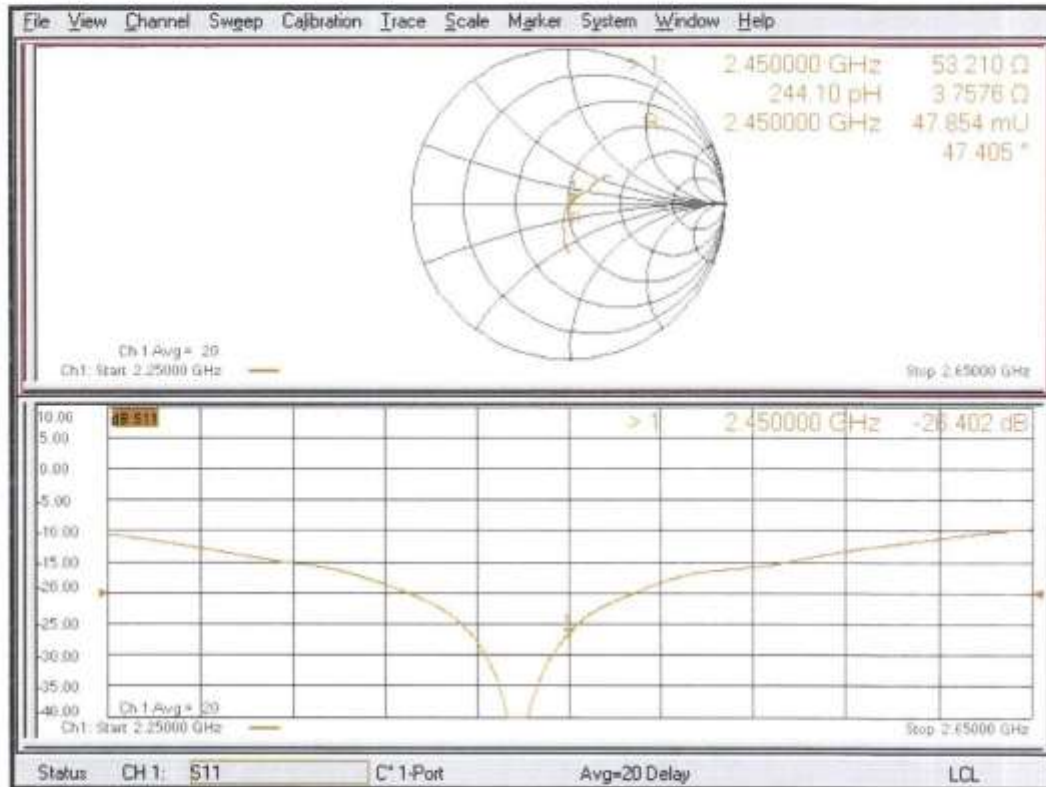 File View Channel Sweep Calibration Trace Scale Marker System Window Help
> 1 2.450000 GHz 53.210 Ω
244.10 pH 3.7576 Ω
R 2.450000 GHz 47.854 mU
47.405 °
Ch 1 Avg = 20
Ch1: Start 2.25000 GHz Stop 2.65000 GHz
10.00 dB S11 > 1 2.450000 GHz -26.402 dB
5.00
0.00
-5.00
-10.00
-15.00
-20.00
-25.00
-30.00
-35.00
-40.00 Ch 1 Avg = 20
Ch1: Start 2.25000 GHz Stop 2.65000 GHz
Status CH 1: S11 C* 1-Port Avg=20 Delay LCL